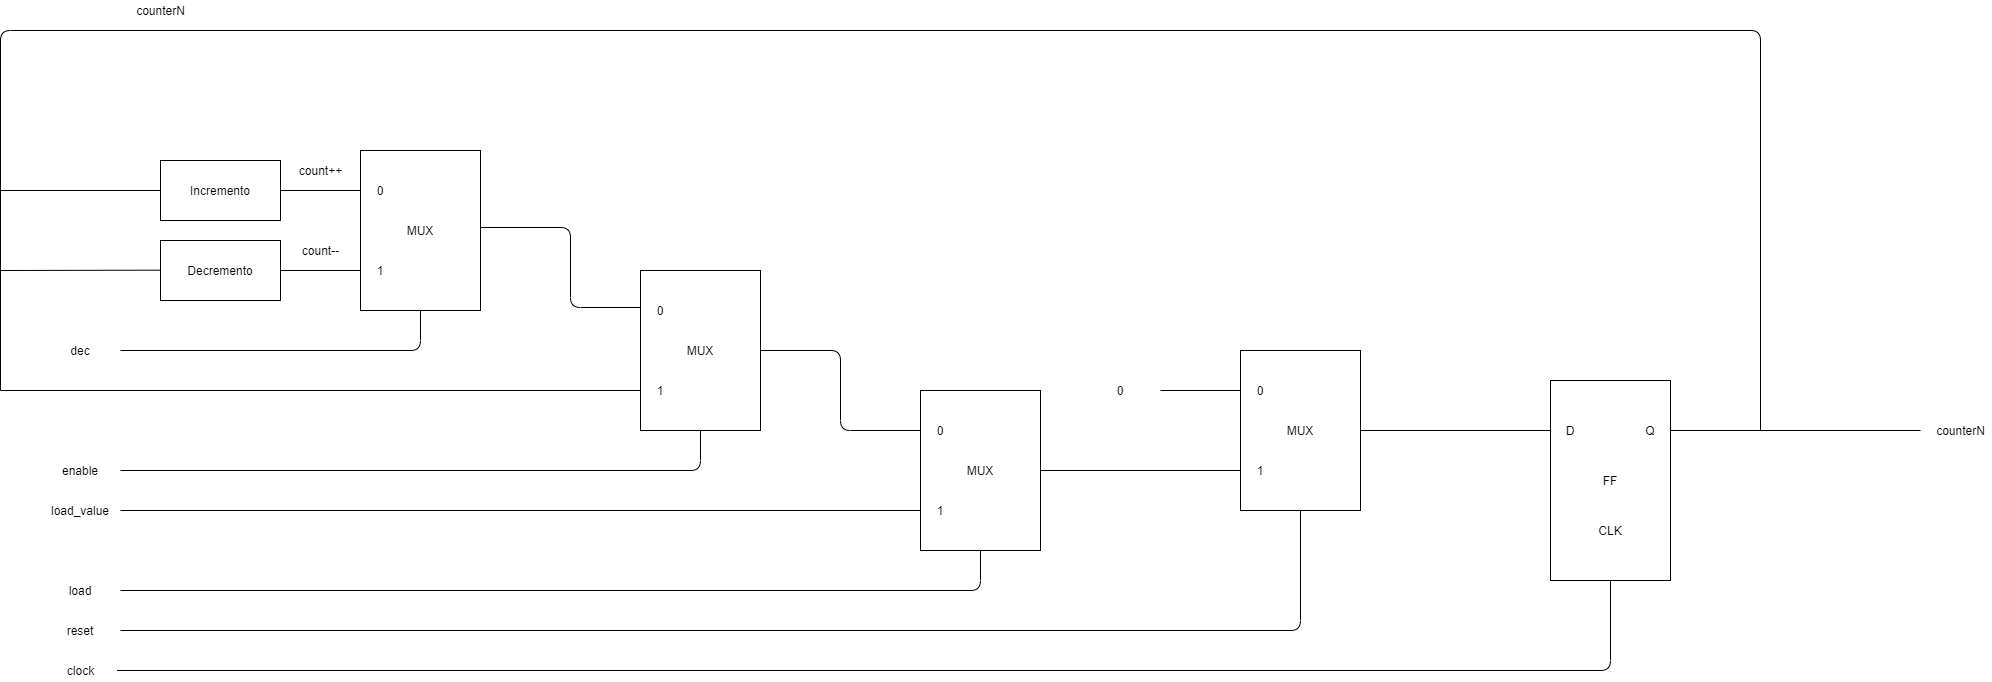 counterN
Incremento
count++
0
MUX
Decremento
count--
1
dec
0
MUX
1
enable
load_value
0
MUX
1
load
reset
clock
0
0
MUX
1
D
Q
FF
CLK
counterN